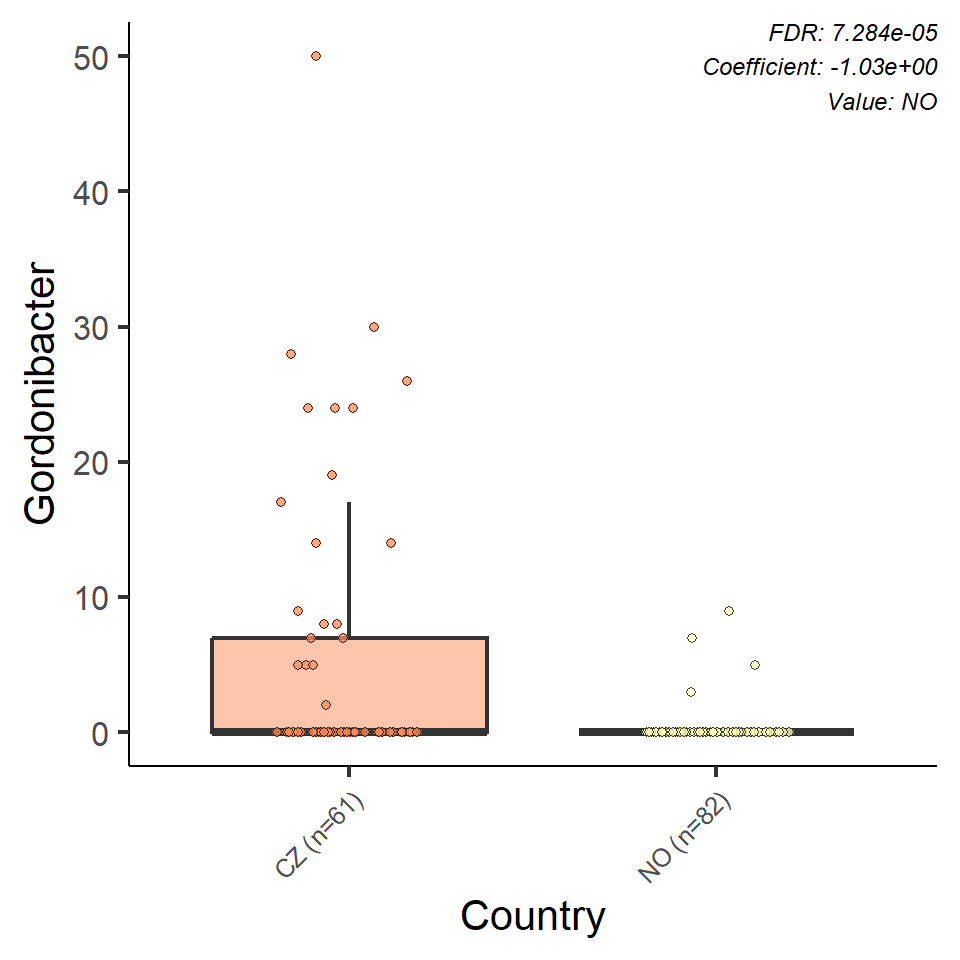 FDR: 7.284e-05
Coefficient: -1.03e+00
Value: NO
Gordonibacter
50
40
30
20
10
0
CZ (n=61)
NO (n=82)
Country